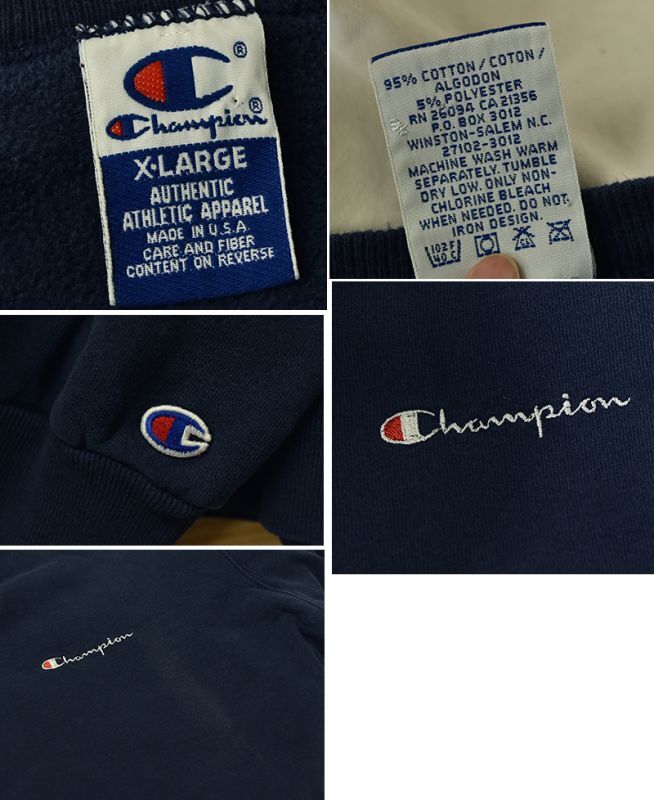 ®
Champion®
X-LARGE
AUTHENTIC
ATHLETIC APPAREL
MADE IN U.S.A.
CARE AND FIBER
CONTENT ON REVERSE
95% COTTON/COTON/
ALGODON
5% POLYESTER
RN 26094 CA 21356
P.O. BOX 3012
WINSTON-SALEM N.C.
27102-3012
MACHINE WASH WARM
SEPARATELY. TUMBLE
DRY LOW. ONLY NON-
CHLORINE BLEACH
WHEN NEEDED. DO NOT
IRON DESIGN.
102
40
Champion
Champion